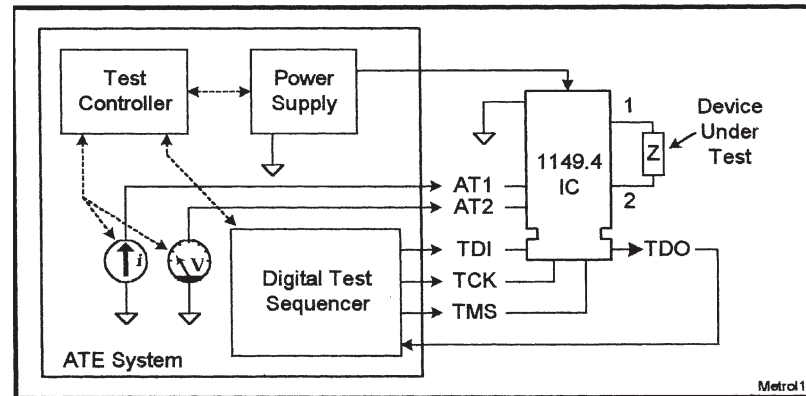 Test
Controller
Power
Supply
1
Device
Under
Test
Z
1149.4
IC
2
AT1
AT2
i
V
Digital Test
Sequencer
TDI
TCK
TMS
TDO
ATE System
Metrol1